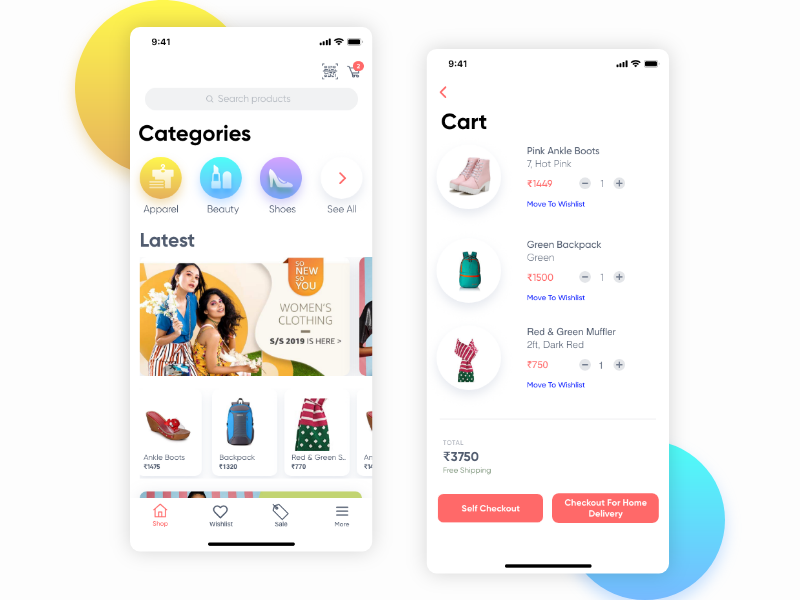 9:41
2
Search products
Categories
Apparel
Beauty
Shoes
See All
Latest
SO
NEW
SO
YOU
WOMEN'S
CLOTHING
S/S 2019 IS HERE >
Ankle Boots
₹1475
Backpack
₹1320
Red & Green S..
₹770
An
₹14
Shop
Wishlist
Sale
More
9:41
Cart
Pink Ankle Boots
7, Hot Pink
₹1449
1
Move To Wishlist
Green Backpack
Green
₹1500
1
Move To Wishlist
Red & Green Muffler
2ft, Dark Red
₹750
1
Move To Wishlist
TOTAL
₹3750
Free Shipping
Self Checkout
Checkout For Home
Delivery